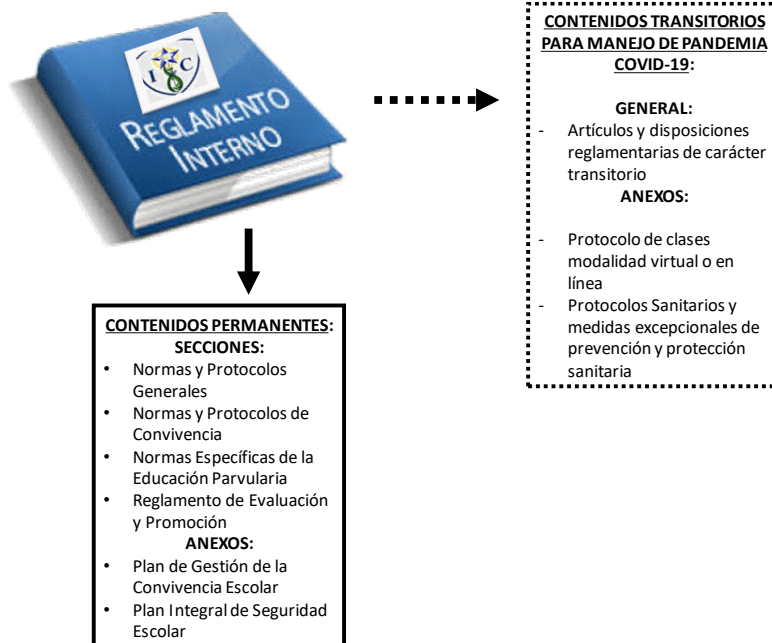 I C
REGLAMENTO
INTERNO
CONTENIDOS TRANSITORIOS
PARA MANEJO DE PANDEMIA
COVID-19:
GENERAL:
- Artículos y disposiciones
reglamentarias de carácter
transitorio
ANEXOS:
- Protocolo de clases
modalidad virtual o en
línea
- Protocolos Sanitarios y
medidas excepcionales de
prevención y protección
sanitaria
CONTENIDOS PERMANENTES:
SECCIONES:
• Normas y Protocolos
Generales
• Normas y Protocolos de
Convivencia
• Normas Específicas de la
Educación Parvularia
• Reglamento de Evaluación
y Promoción
ANEXOS:
• Plan de Gestión de la
Convivencia Escolar
• Plan Integral de Seguridad
Escolar